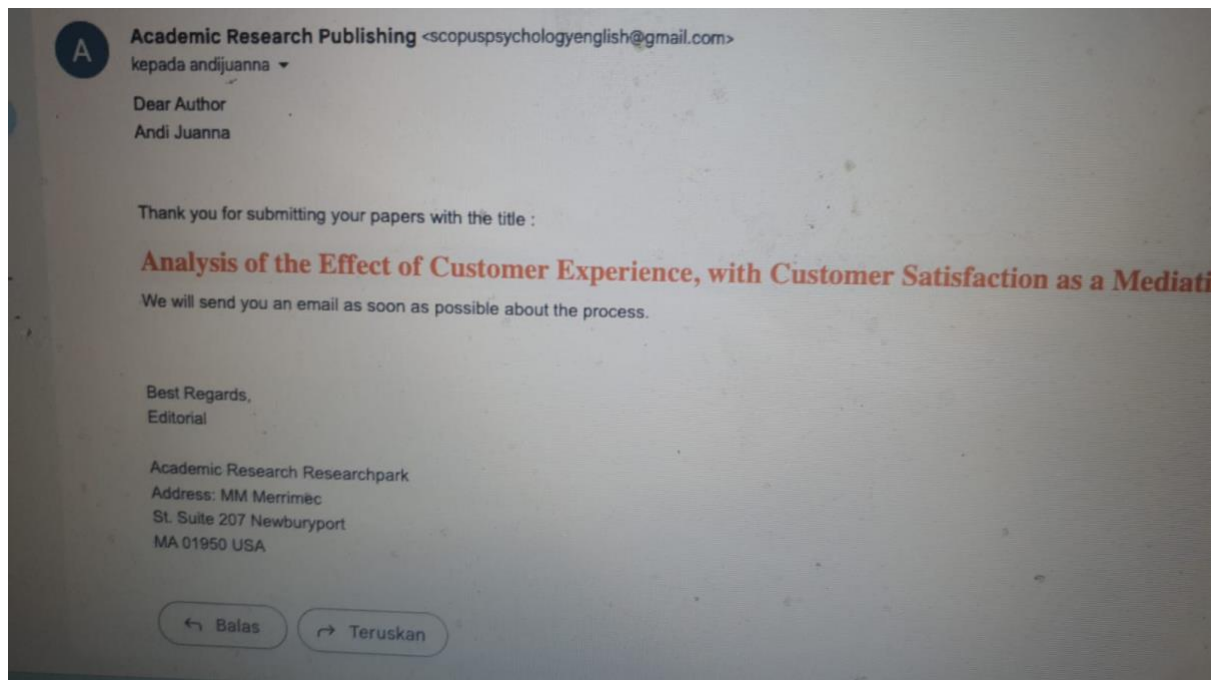 A
Academic Research Publishing <scopuspsychologyenglish@gmail.com>
kepada andijuanna
Dear Author
Andi Juanna
Thank you for submitting your papers with the title :
Analysis of the Effect of Customer Experience, with Customer Satisfaction as a Mediati
We will send you an email as soon as possible about the process.
Best Regards,
Editorial
Academic Research Researchpark
Address: MM Merrimec
St. Suite 207 Newburyport
MA 01950 USA
Balas
Teruskan